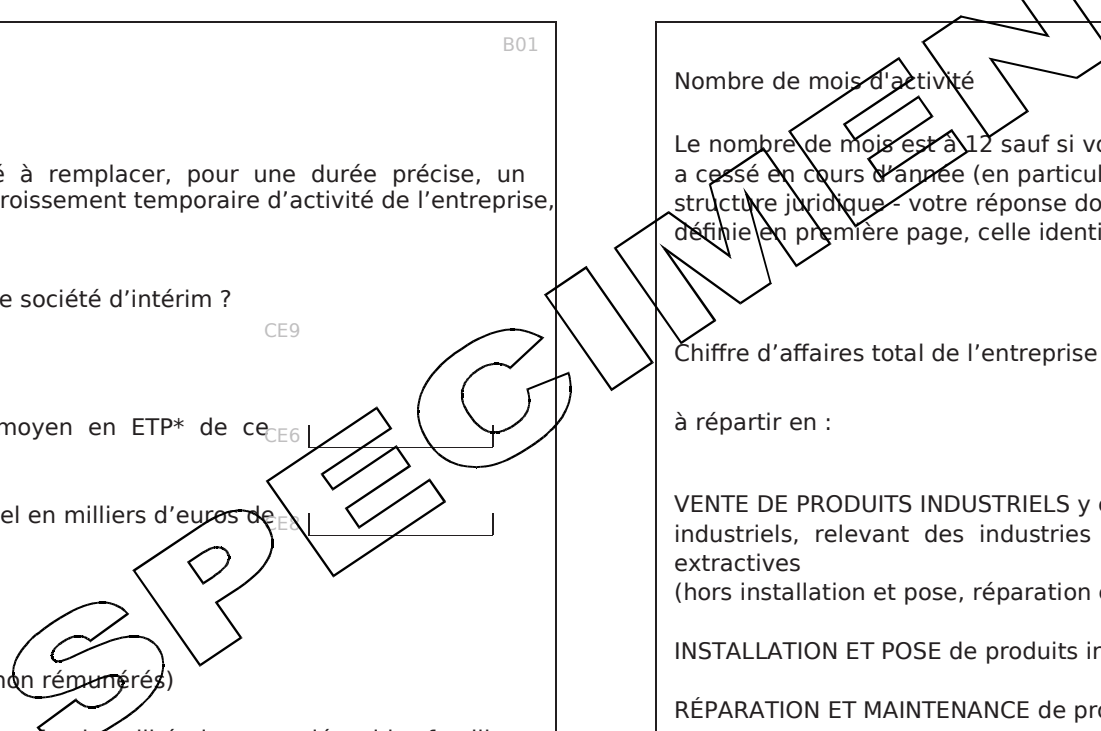 B01
à remplacer, pour une durée précise, un
roissement temporaire d’activité de l’entreprise,
e société d’intérim ?
CE9
moyen en ETP* de ce
CE6
el en milliers d’euros de
CE8
non rémunérés)
SPECIMEN
Nombre de mois d'activité
Le nombre de mois est à 12 sauf si vo
a cessé en cours d’année (en particul
structure juridique - votre réponse do
définie en première page, celle identi
Chiffre d’affaires total de l’entreprise
à répartir en :
VENTE DE PRODUITS INDUSTRIELS y
industriels, relevant des industries
extractives
(hors installation et pose, réparation
INSTALLATION ET POSE de produits in
RÉPARATION ET MAINTENANCE de pro